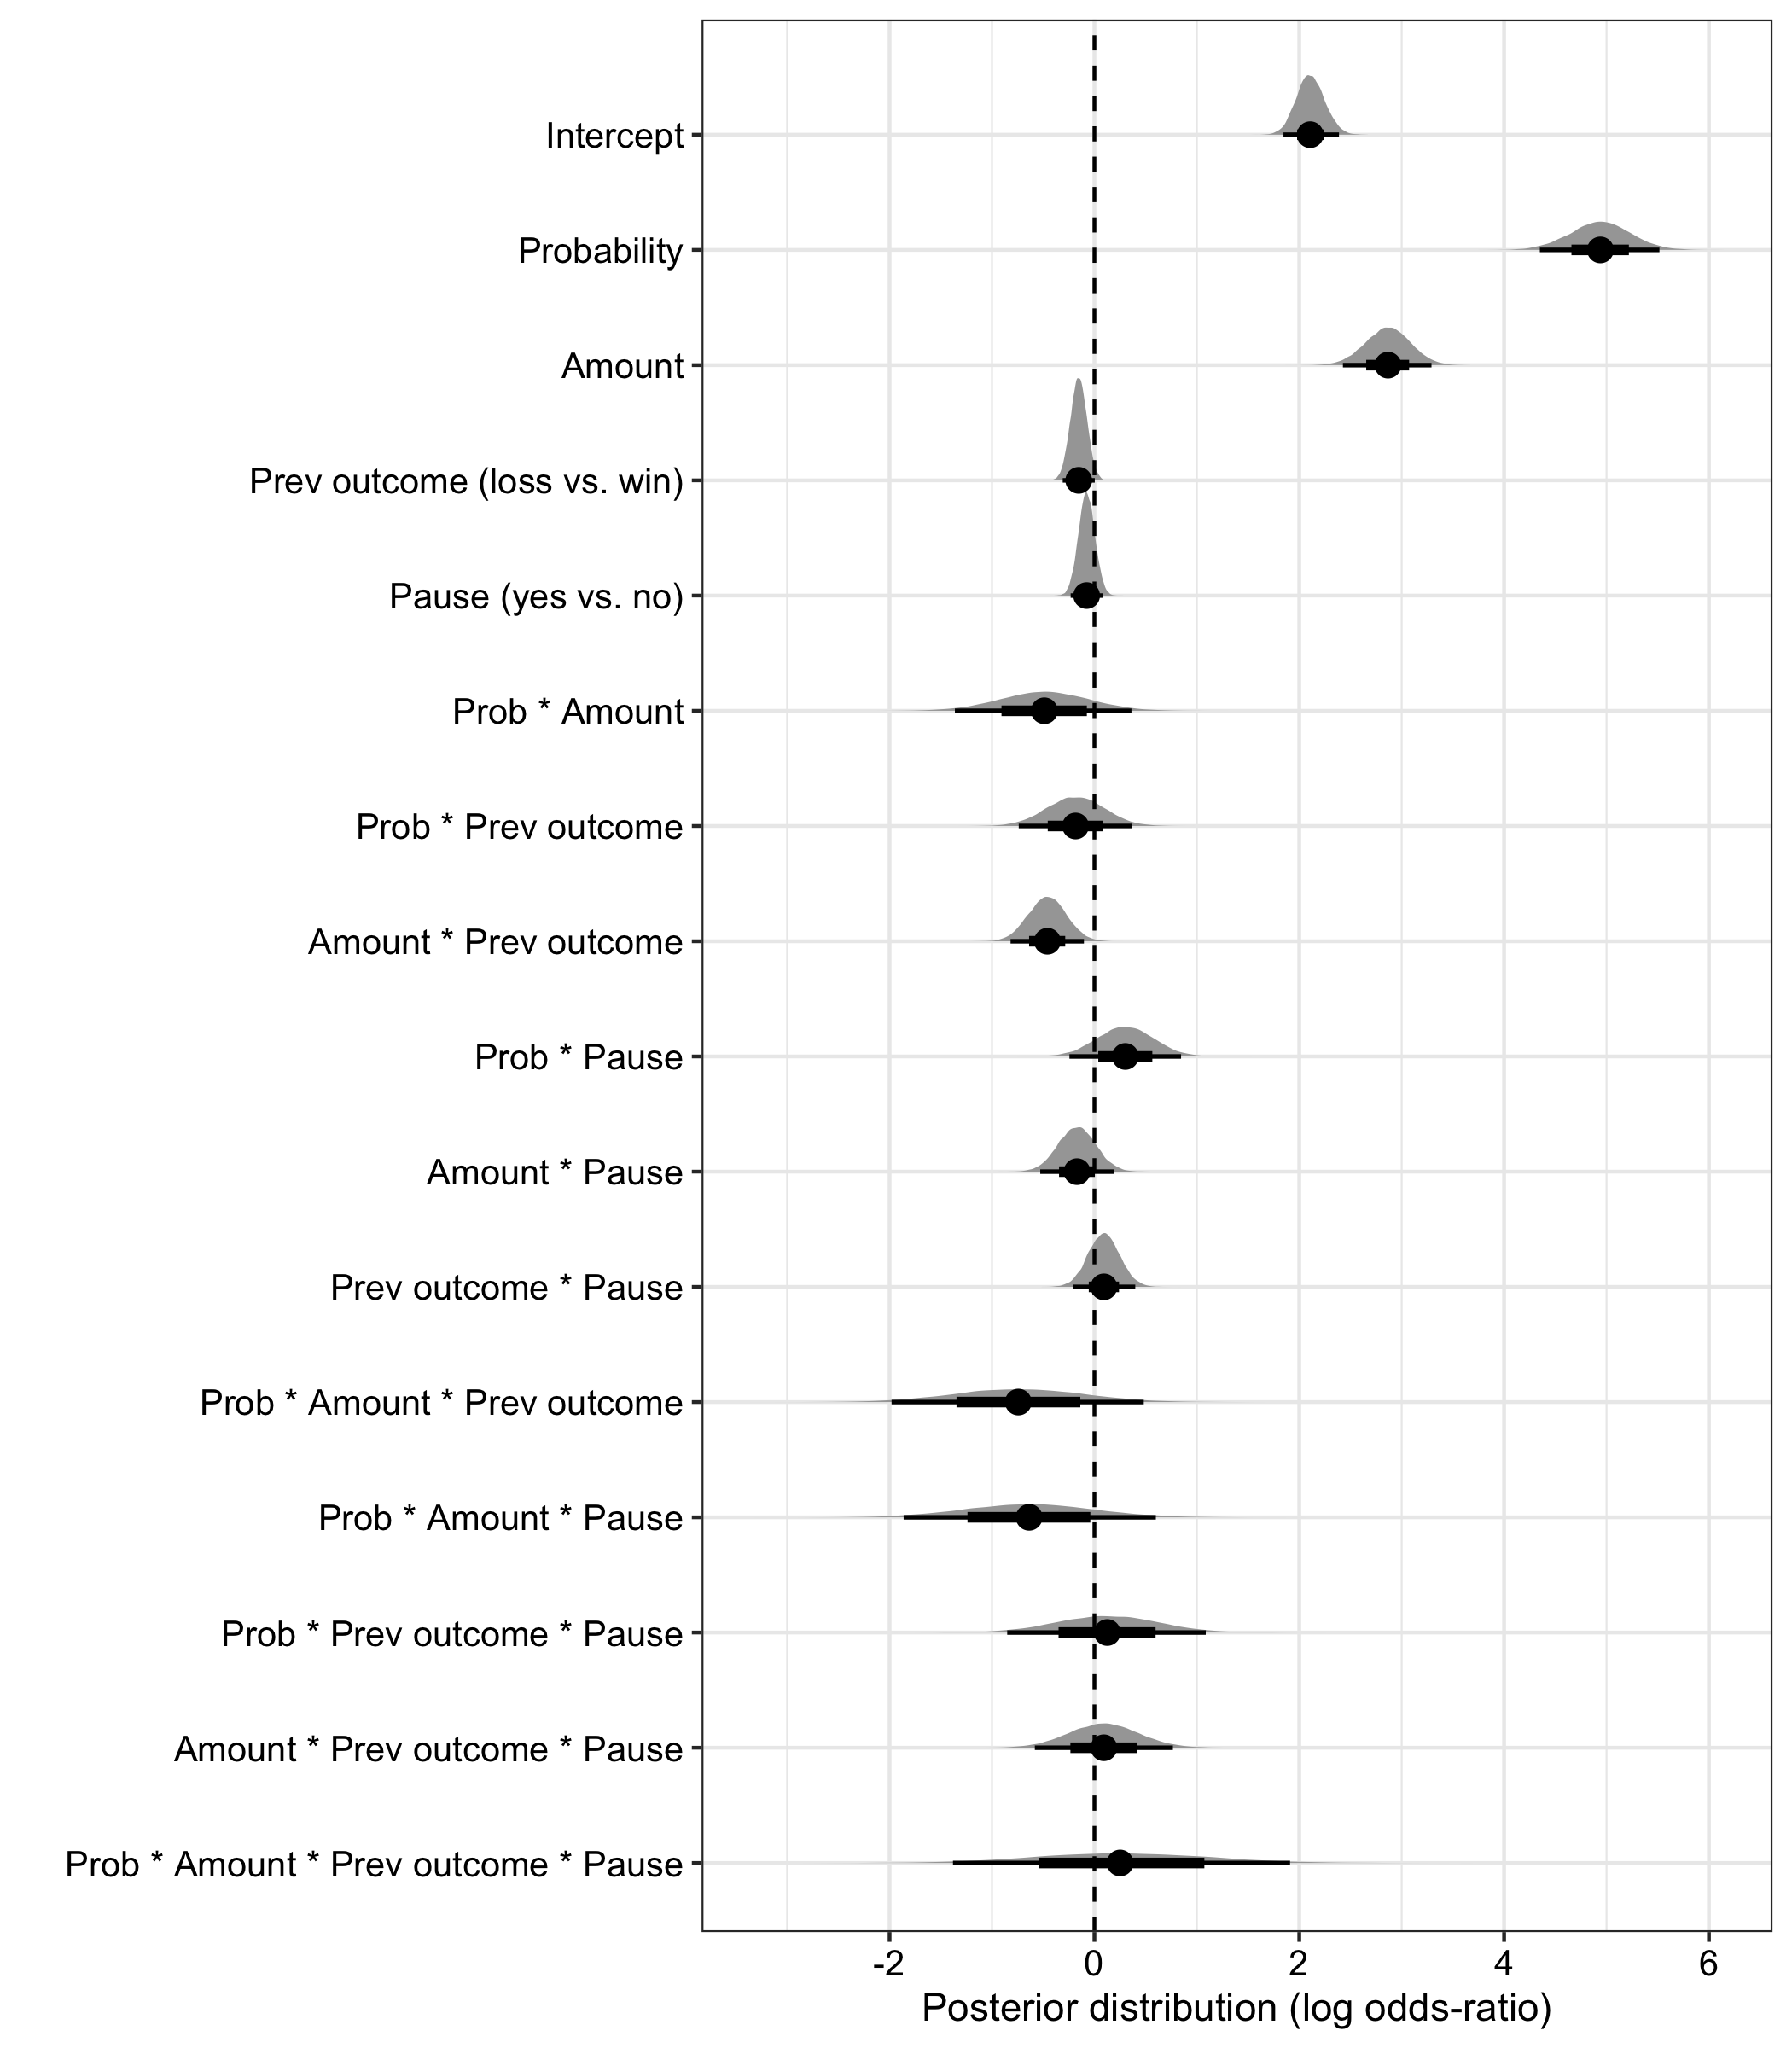 Intercept
Probability
Amount
Prev outcome (loss vs. win)
Pause (yes vs. no)
Prob * Amount
Prob * Prev outcome
Amount * Prev outcome
Prob * Pause
Amount * Pause
Prev outcome * Pause
Prob * Amount * Prev outcome
Prob * Amount * Pause
Prob * Prev outcome * Pause
Amount * Prev outcome * Pause
Prob * Amount * Prev outcome * Pause
-2 0 2 4 6
Posterior distribution (log odds-ratio)